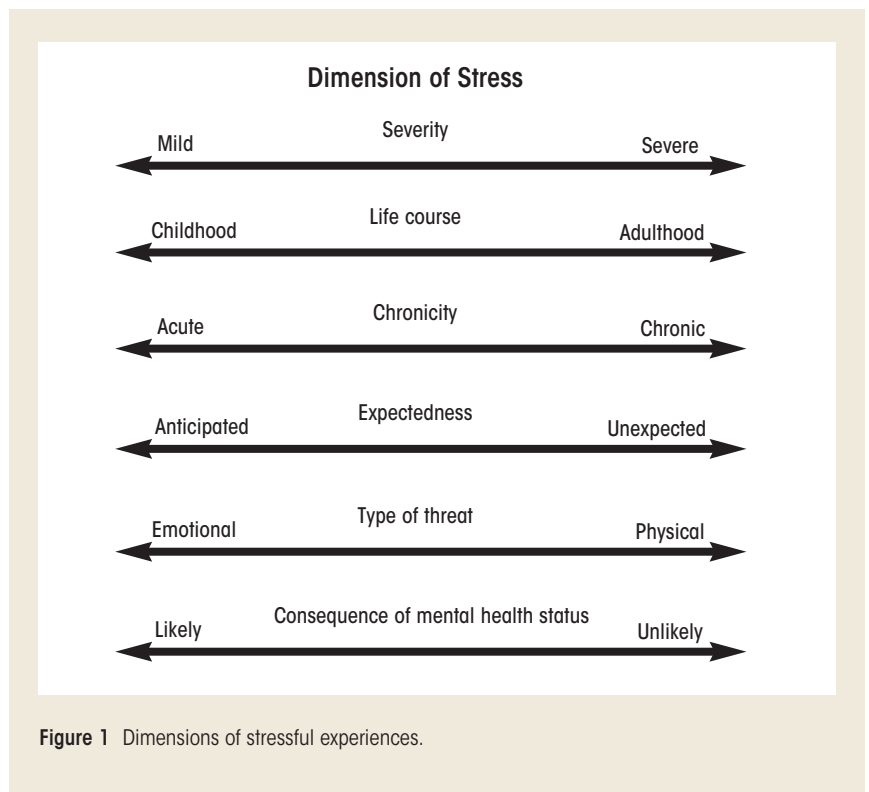 Dimension of Stress
Severity
Mild
Severe
Life course
Childhood
Adulthood
Chronicity
Acute
Chronic
Expectedness
Anticipated
Unexpected
Type of threat
Emotional
Physical
Consequence of mental health status
Likely
Unlikely
Figure 1 Dimensions of stressful experiences.